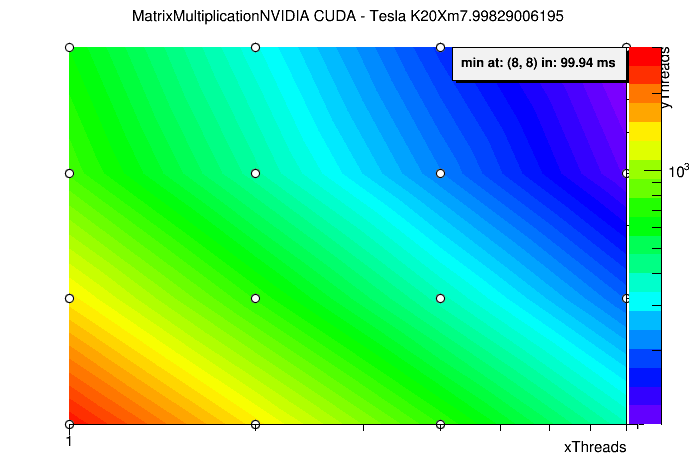 MatrixMultiplicationNVIDIA CUDA - Tesla K20Xm7.99829006195
min at: (8, 8) in: 99.94 ms
yThreads
10³
1
xThreads